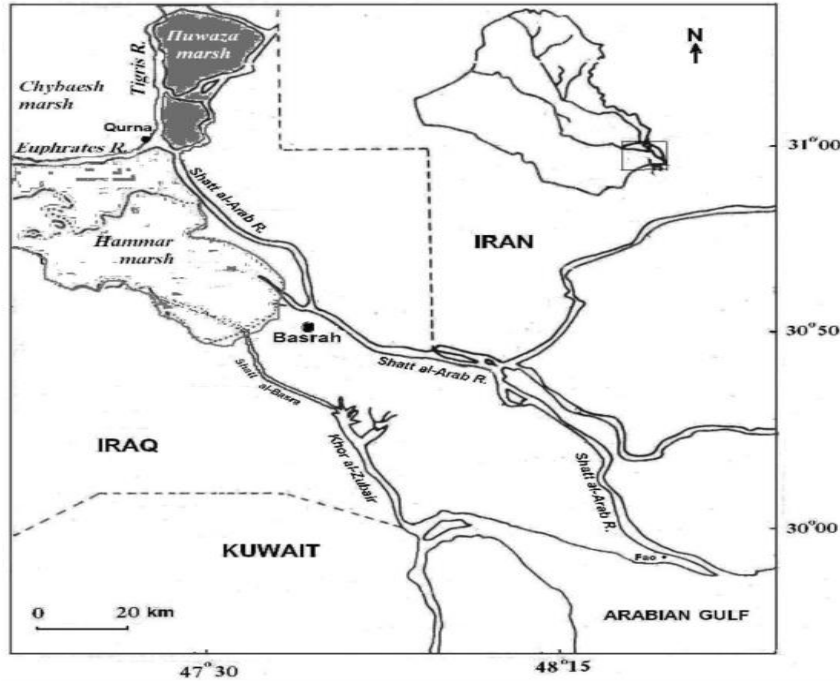 Huwaza
marsh
N
Tigris R.
Chybaesh
marsh
Qurna
Euphrates R.
31°00
Shatt al-Arab R.
Hammar
marsh
IRAN
30°50
Basrah
Shatt al-Arab R.
Shatt
al-Basra
IRAQ
Khor al-Zubair
Shatt al-Arab R.
30°00
KUWAIT
Fao
0 20 km
ARABIAN GULF
47°30
48°15